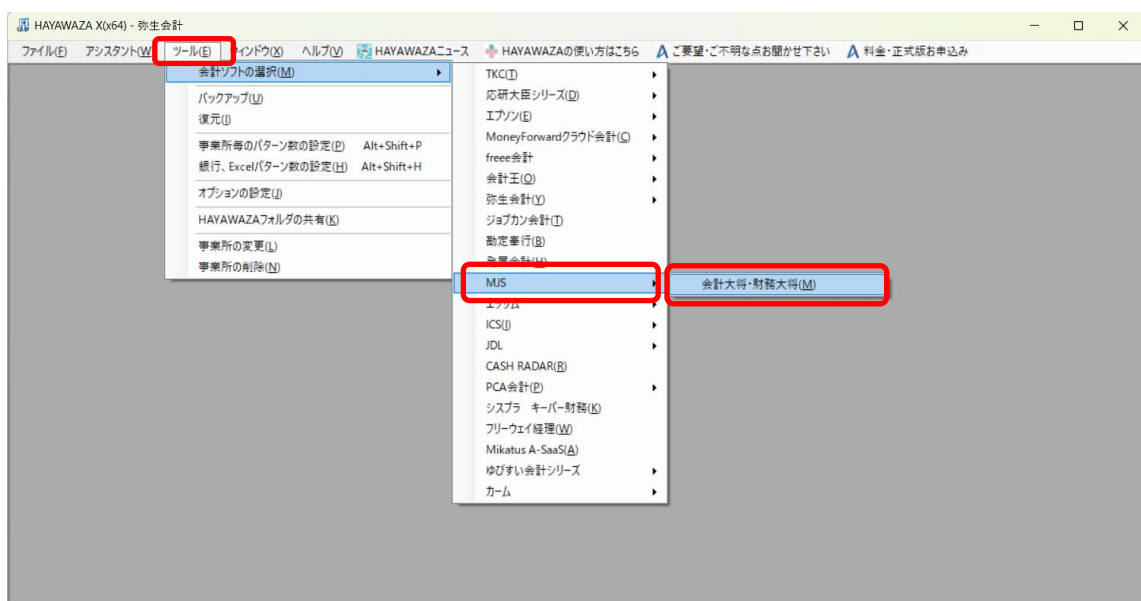 HAYAWAZA X(x64) - 弥生会計
ファイル(F) アシスタント(W ツール(E) ウィンドウ(X) ヘルプ(V) HAYAWAZAニュース HAYAWAZAの使い方はこちら ご要望・ご不明な点お聞かせ下さい 料金・正式版お申込み
会計ソフトの選択(M)
バックアップ(U)
復元(I)
事業所毎のパターン数の設定(P) Alt+Shift+P
銀行、Excelパターン数の設定(H) Alt+Shift+H
オプションの設定(J)
HAYAWAZAフォルダの共有(K)
事業所の変更(L)
事業所の削除(N)
TKC(T)
応研大臣シリーズ(D)
エプソン(E)
MoneyForwardクラウド会計(C)
freee会計
会計王(O)
弥生会計(Y)
ジョブカン会計(T)
勘定奉行(B)
発展会計(H)
MJS
会計大将・財務大将(M)
エッサム
ICS(I)
JDL
CASH RADAR(R)
PCA会計(P)
シスプラ キーパー財務(K)
フリーウェイ経理(W)
Mikatus A-SaaS(A)
ゆびすい会計シリーズ
カーム